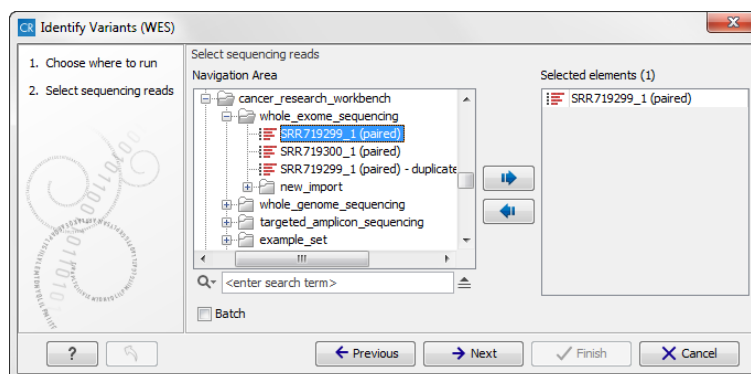 CR Identify Variants (WES)
1. Choose where to run
2. Select sequencing reads
Select sequencing reads
Navigation Area
cancer_research_workbench
whole_exome_sequencing
SRR719299_1 (paired)
SRR719300_1 (paired)
SRR719299_1 (paired) - duplicate
new_import
whole_genome_sequencing
targeted_amplicon_sequencing
example_set
<enter search term>
Batch
Selected elements (1)
SRR719299_1 (paired)
? Previous Next Finish Cancel